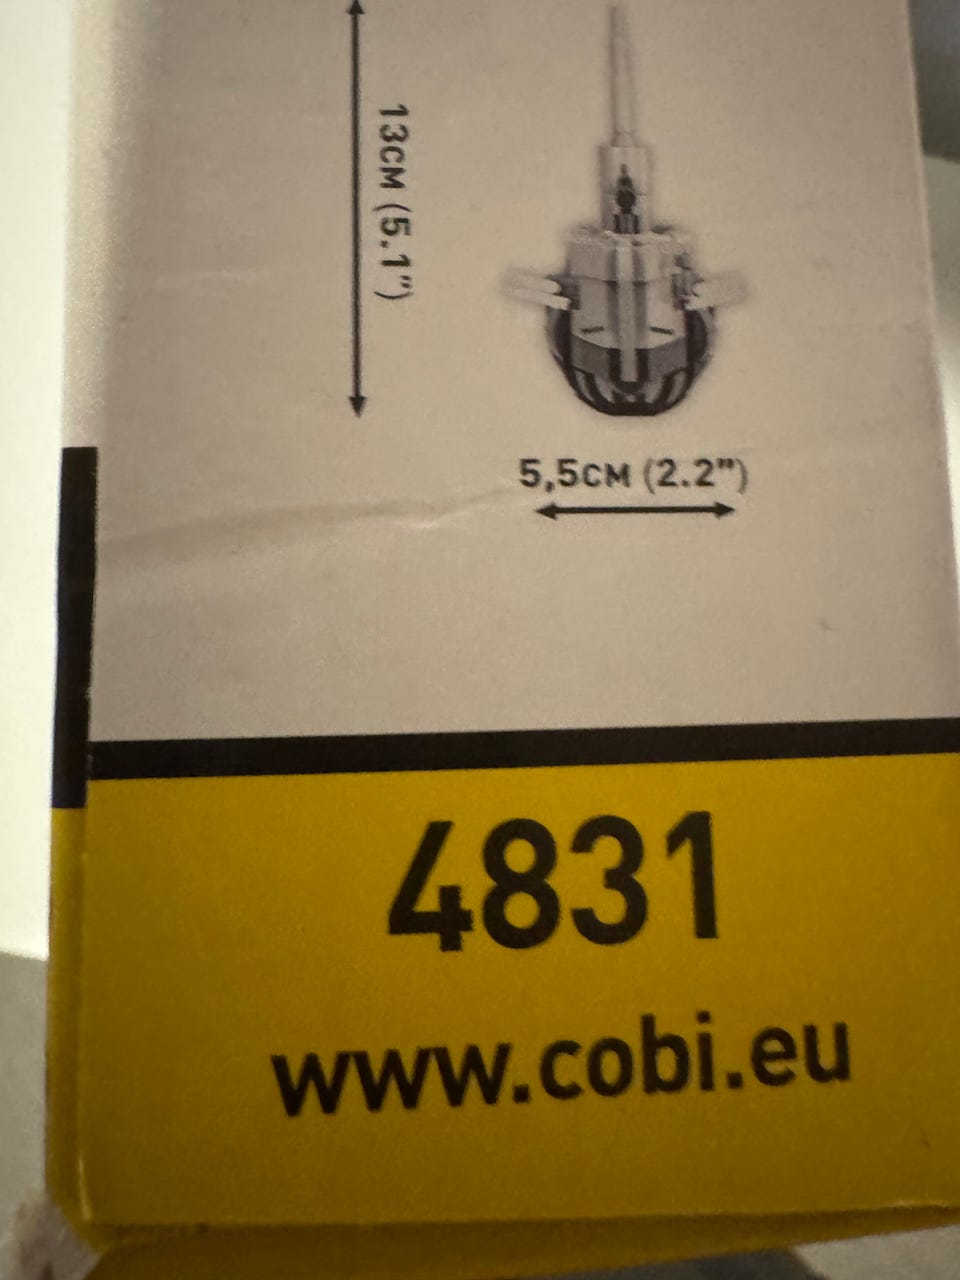 13CM (5.1")
5,5CM (2.2")
4831
www.cobi.eu